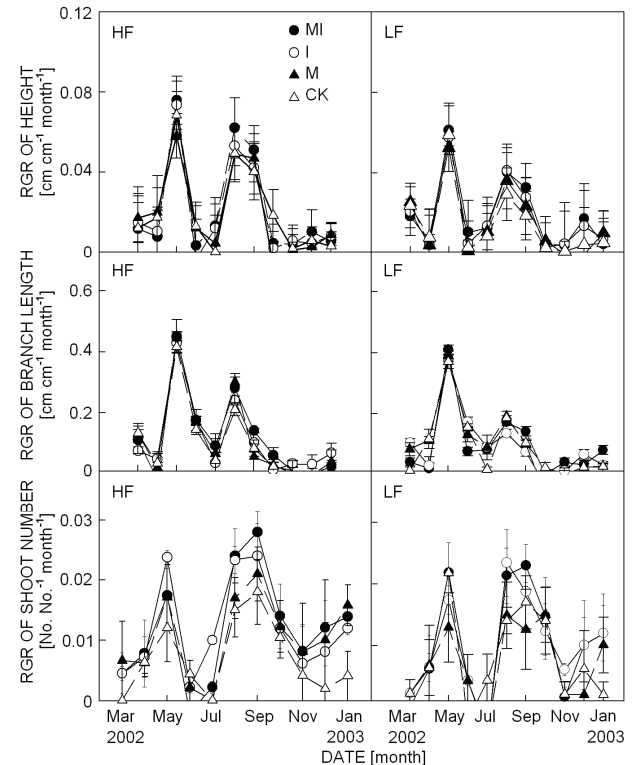 0.12
HF
LF
MI
I
M
CK
0.08
0.04
0
RGR OF HEIGHT
[cm cm⁻¹ month⁻¹]
HF
LF
0.6
0.4
0.2
0
RGR OF BRANCH LENGTH
[cm cm⁻¹ month⁻¹]
HF
LF
0.03
0.02
0.01
0
RGR OF SHOOT NUMBER
[No. No.⁻¹ month⁻¹]
Mar May Jul Sep Nov Jan
2002 2003
Mar May Jul Sep Nov Jan
2002 2003
DATE [month]